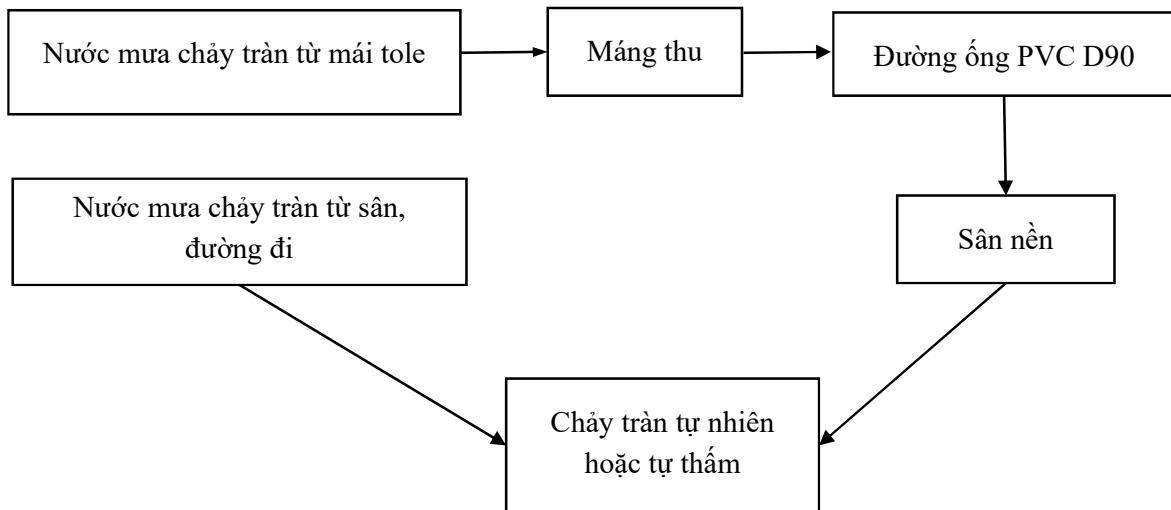 Nước mưa chảy tràn từ mái tole
Máng thu
Đường ống PVC D90
Nước mưa chảy tràn từ sân,
đường đi
Sân nền
Chảy tràn tự nhiên
hoặc tự thấm